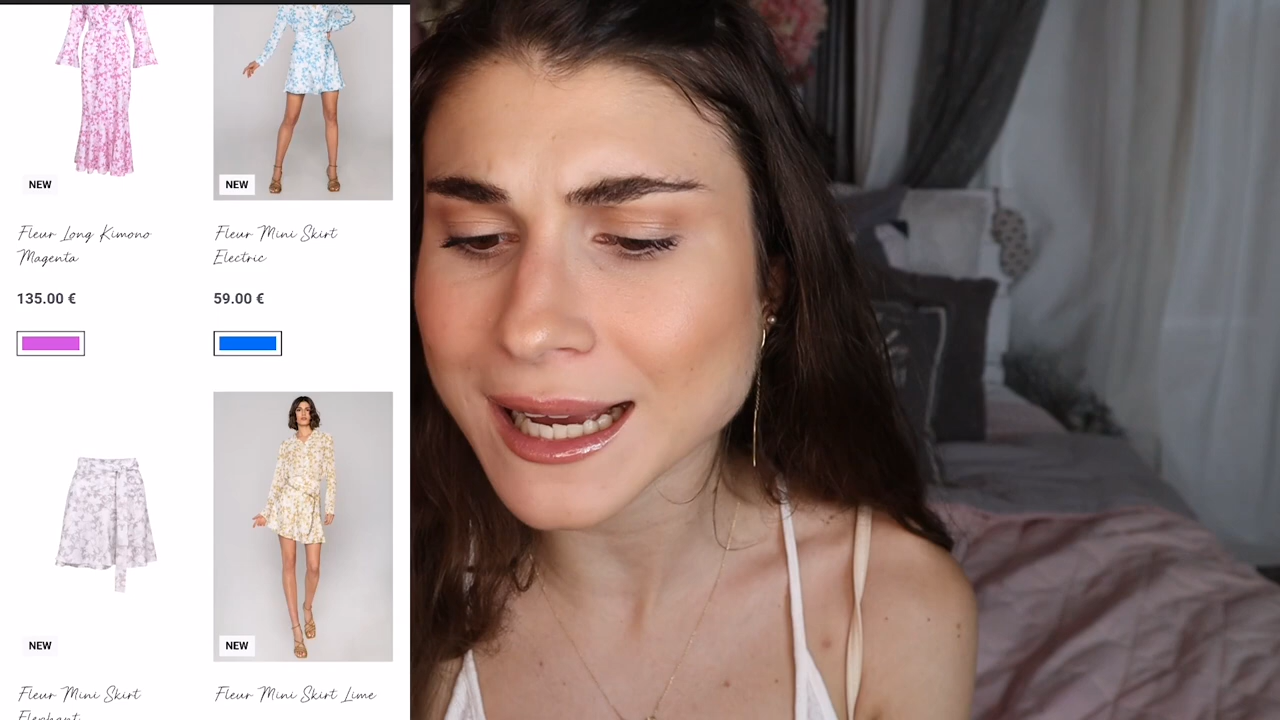 NEW
NEW
Fleur Long Kimono
Magenta
Fleur Mini Skirt
Electric
135.00 €
59.00 €
NEW
NEW
Fleur Mini Skirt
Elephant
Fleur Mini Skirt Lime